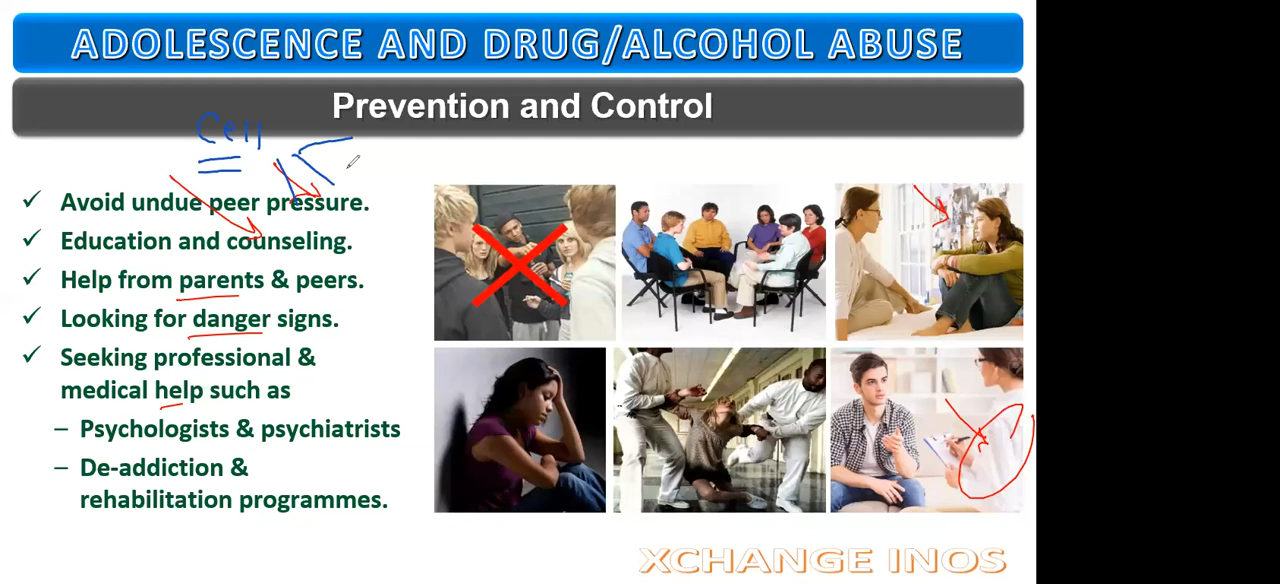 ADOLESCENCE AND DRUG/ALCOHOL ABUSE
Prevention and Control
Cell
✓ Avoid undue peer pressure.
✓ Education and counseling.
✓ Help from parents & peers.
✓ Looking for danger signs.
✓ Seeking professional &
medical help such as
– Psychologists & psychiatrists
– De-addiction &
rehabilitation programmes.
XCHANGE INOS